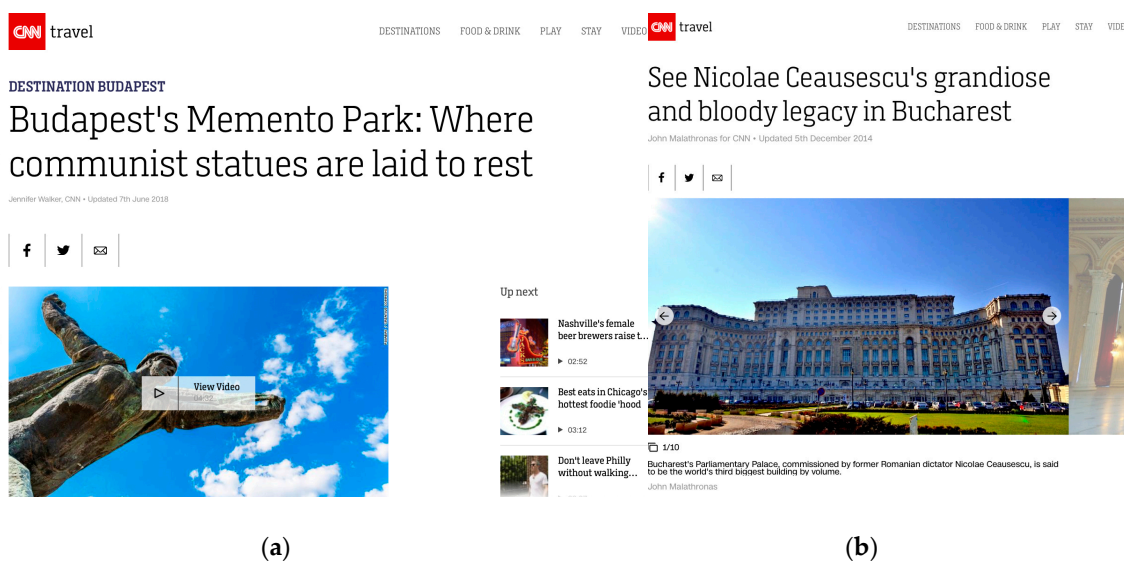 CNN travel
DESTINATIONS FOOD & DRINK PLAY STAY VIDEO
DESTINATION BUDAPEST
Budapest's Memento Park: Where
communist statues are laid to rest
Jennifer Walker, CNN • Updated 7th June 2018
f
View Video
04:32
Up next
Nashville's female
beer brewers raise t...
02:52
Best eats in Chicago's
hottest foodie 'hood
03:12
Don't leave Philly
without walking...
(a)
CNN travel
DESTINATIONS FOOD & DRINK PLAY STAY VIDE
See Nicolae Ceausescu's grandiose
and bloody legacy in Bucharest
John Malathronas for CNN • Updated 5th December 2014
f
1/10
Bucharest's Parliamentary Palace, commissioned by former Romanian dictator Nicolae Ceausescu, is said
to be the world's third biggest building by volume.
John Malathronas
(b)